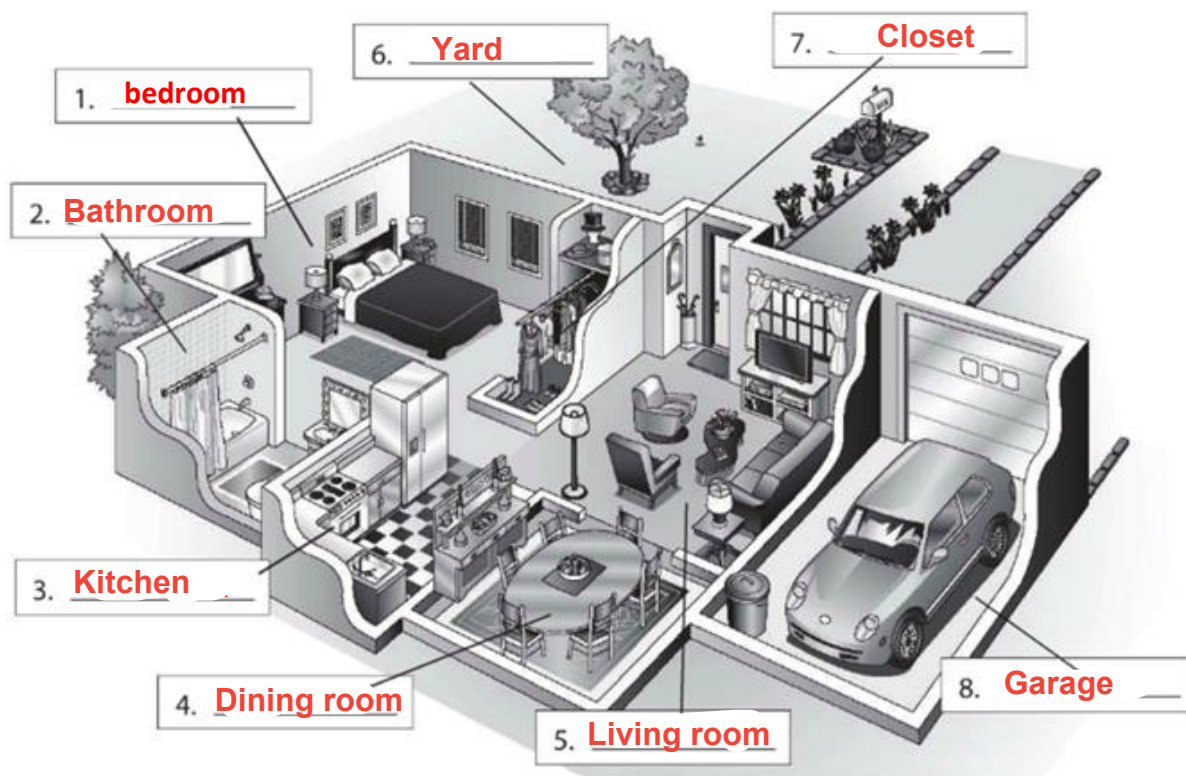 1. bedroom
2. Bathroom
3. Kitchen
4. Dining room
5. Living room
6. Yard
7. Closet
8. Garage